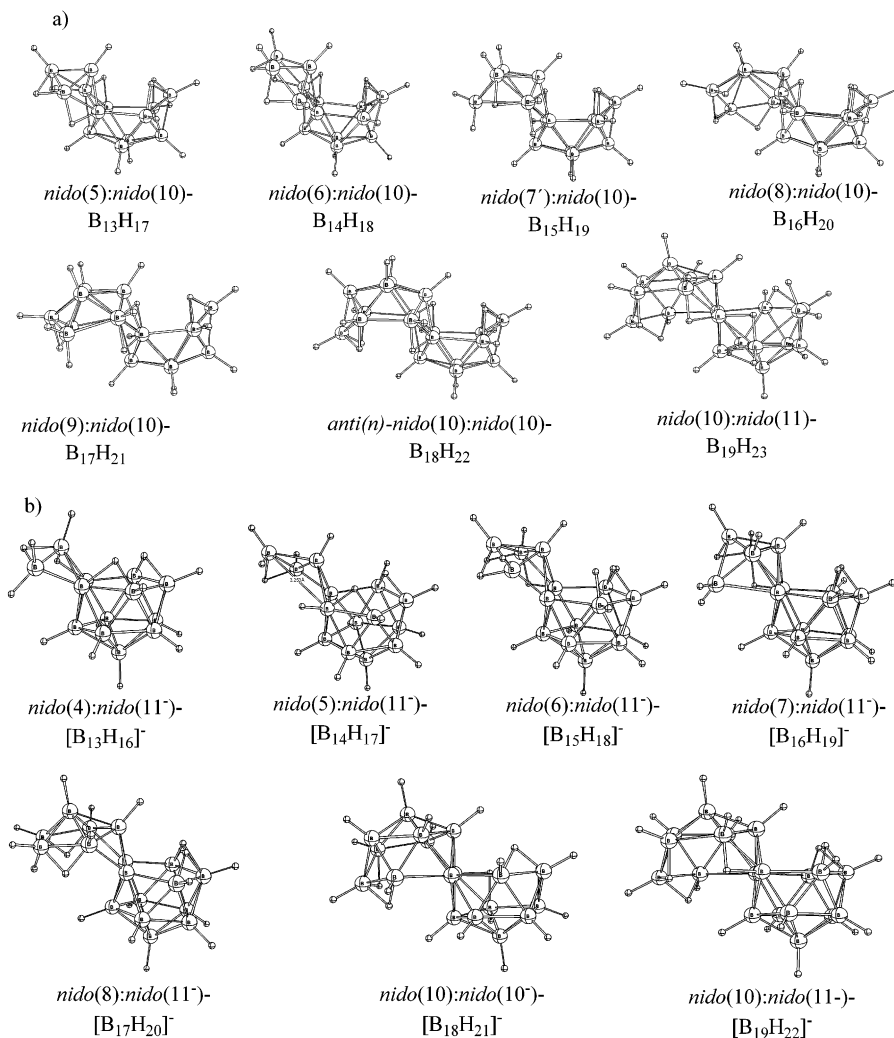 a)
nido(5):nido(10)-
B₁₃H₁₇
nido(6):nido(10)-
B₁₄H₁₈
nido(7´):nido(10)-
B₁₅H₁₉
nido(8):nido(10)-
B₁₆H₂₀
nido(9):nido(10)-
B₁₇H₂₁
anti(n)-nido(10):nido(10)-
B₁₈H₂₂
nido(10):nido(11)-
B₁₉H₂₃
b)
nido(4):nido(11⁻)-
[B₁₃H₁₆]⁻
nido(5):nido(11⁻)-
[B₁₄H₁₇]⁻
nido(6):nido(11⁻)-
[B₁₅H₁₈]⁻
nido(7):nido(11⁻)-
[B₁₆H₁₉]⁻
nido(8):nido(11⁻)-
[B₁₇H₂₀]⁻
nido(10):nido(10⁻)-
[B₁₈H₂₁]⁻
nido(10):nido(11-)-
[B₁₉H₂₂]⁻